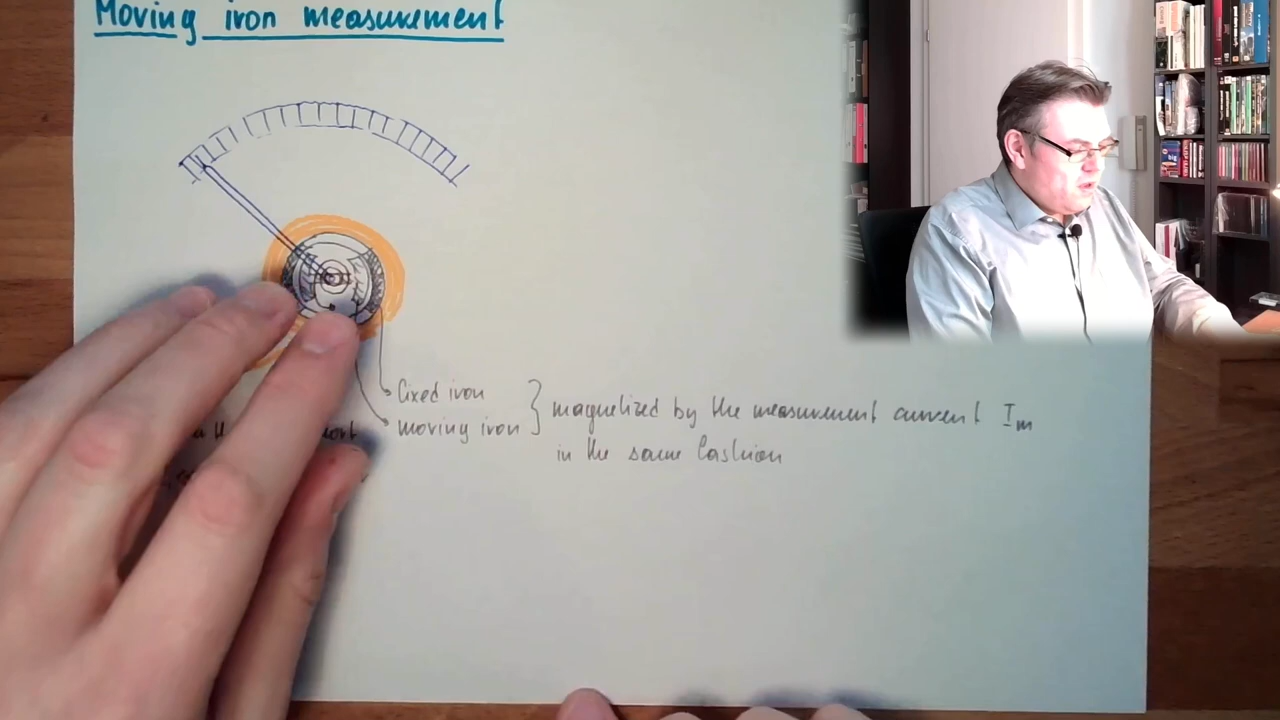 Moving iron measurement
fixed iron
moving iron
magnetized by the measurement current Im
in the same fashion